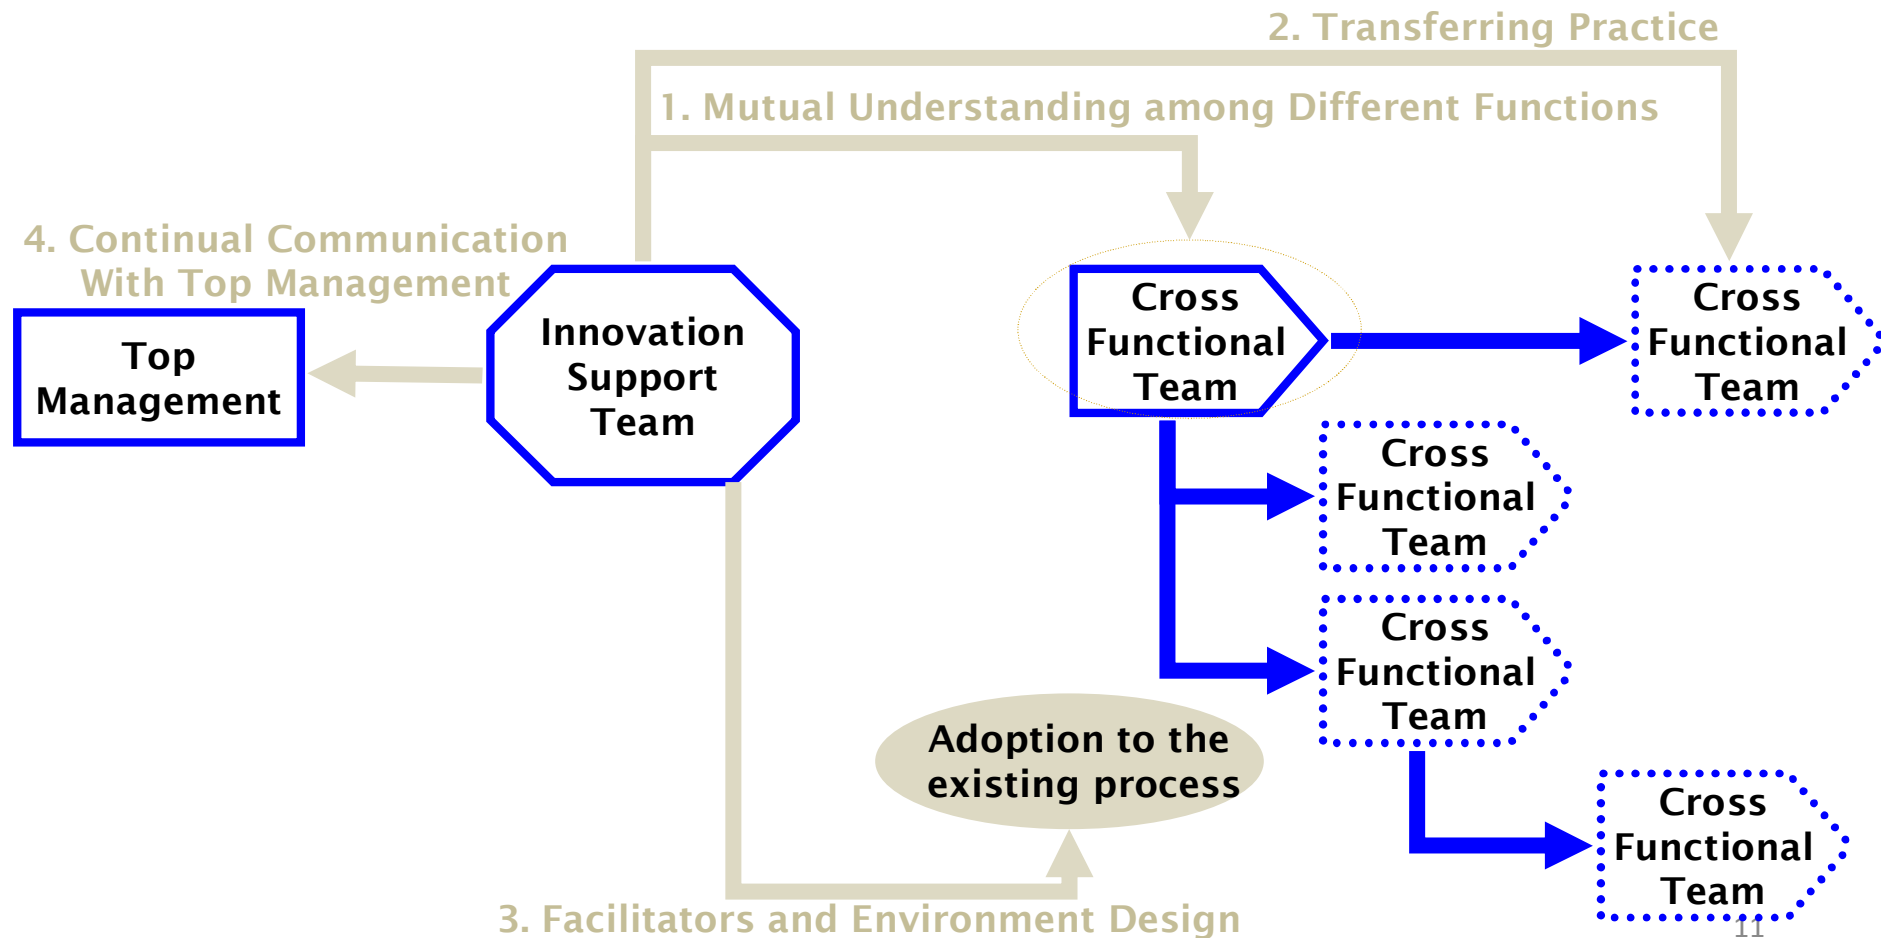 2. Transferring Practice
1. Mutual Understanding among Different Functions
4. Continual Communication
With Top Management
Top
Management
Innovation
Support
Team
Cross
Functional
Team
Cross
Functional
Team
Cross
Functional
Team
Cross
Functional
Team
Adoption to the
existing process
Cross
Functional
Team
3. Facilitators and Environment Design
11